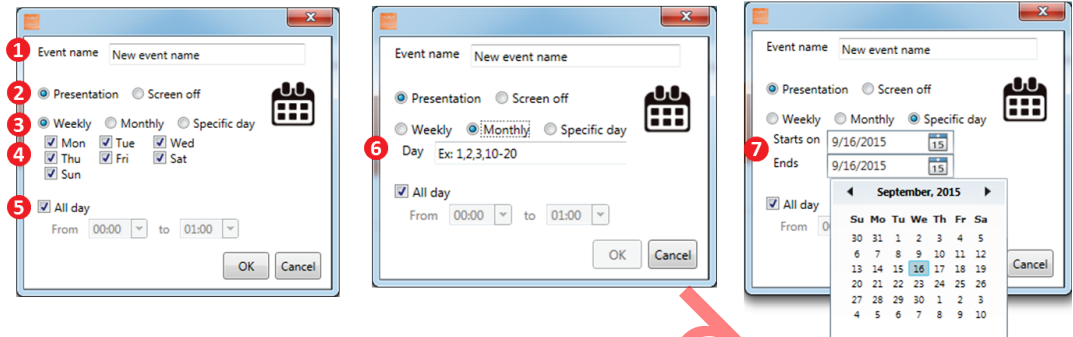 1 Event name New event name
2 Presentation Screen off
3 Weekly Monthly Specific day
4 Mon Tue Wed
Thu Fri Sat
Sun
5 All day
From 00:00 to 01:00
OK Cancel
Event name New event name
Presentation Screen off
Weekly Monthly Specific day
6 Day Ex: 1,2,3,10-20
All day
From 00:00 to 01:00
OK Cancel
Event name New event name
Presentation Screen off
Weekly Monthly Specific day
7 Starts on 9/16/2015 15
Ends 9/16/2015 15
All day
From
September, 2015
Su Mo Tu We Th Fr Sa
30 31 1 2 3 4 5
6 7 8 9 10 11 12
13 14 15 16 17 18 19
20 21 22 23 24 25 26
27 28 29 30 1 2 3
4 5 6 7 8 9 10
Cancel